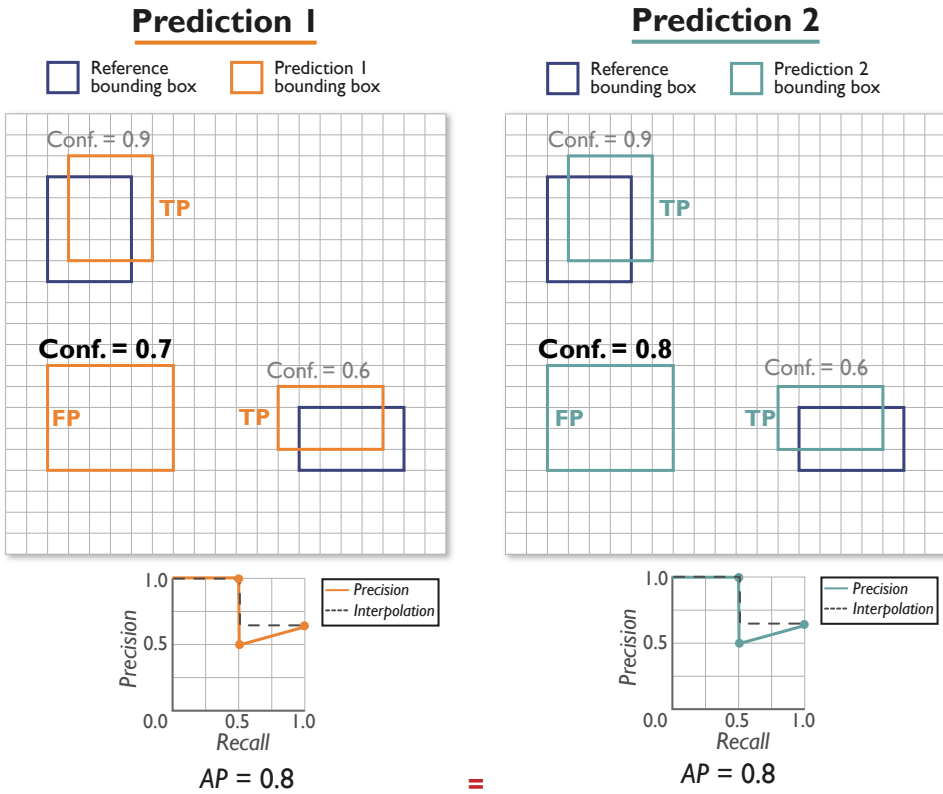 Prediction 1
Reference bounding box
Prediction 1 bounding box
Conf. = 0.9
TP
Conf. = 0.7
FP
Conf. = 0.6
TP
1.0
0.5
0.0
0.5
1.0
Precision
Recall
Precision
Interpolation
AP = 0.8
=
Prediction 2
Reference bounding box
Prediction 2 bounding box
Conf. = 0.9
TP
Conf. = 0.8
FP
Conf. = 0.6
TP
1.0
0.5
0.0
0.5
1.0
Precision
Recall
Precision
Interpolation
AP = 0.8